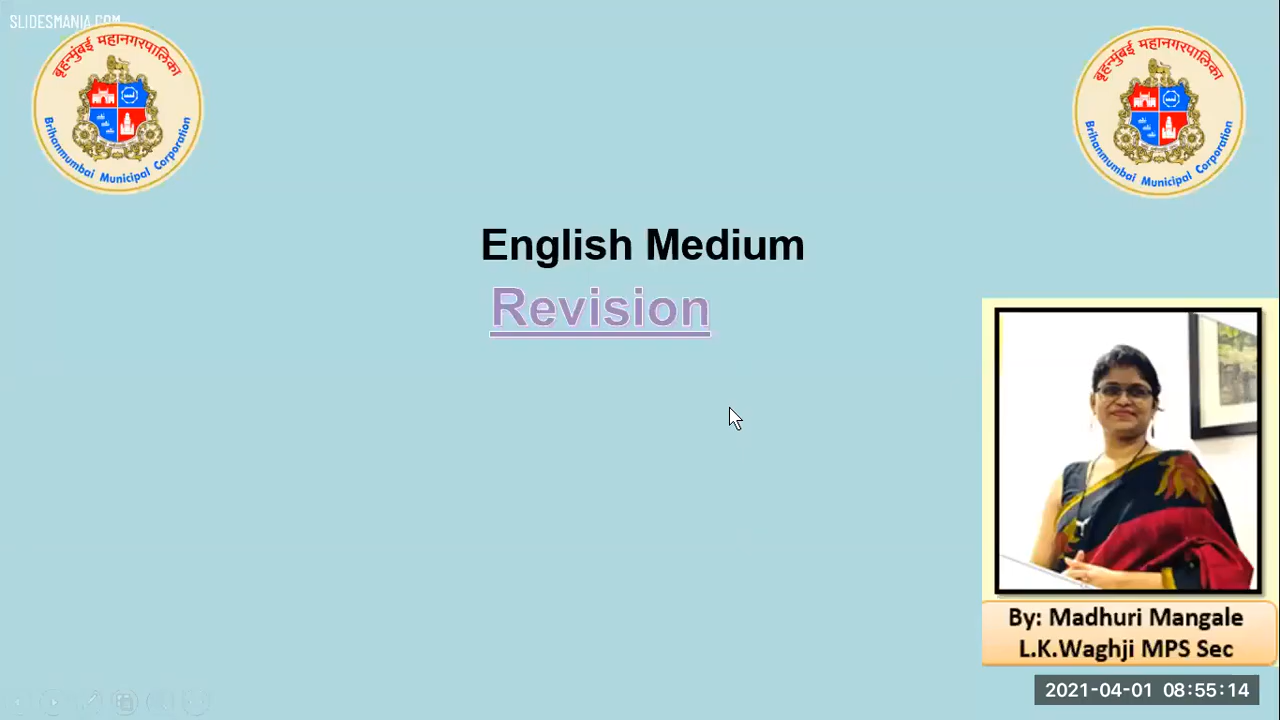 SLIDESMANIA.COM
बृहन्मुंबई महानगरपालिका
Brihanmumbai Municipal Corporation
बृहन्मुंबई महानगरपालिका
Brihanmumbai Municipal Corporation
English Medium
Revision
By: Madhuri Mangale
L.K.Waghji MPS Sec
2021-04-01 08:55:14